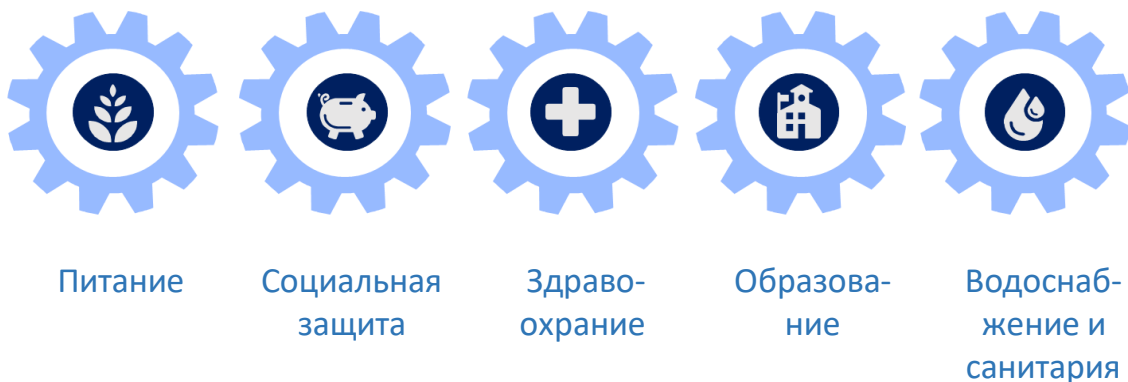 Питание
Социальная
защита
Здраво-
охрание
Образова-
ние
Водоснаб-
жение и
санитария